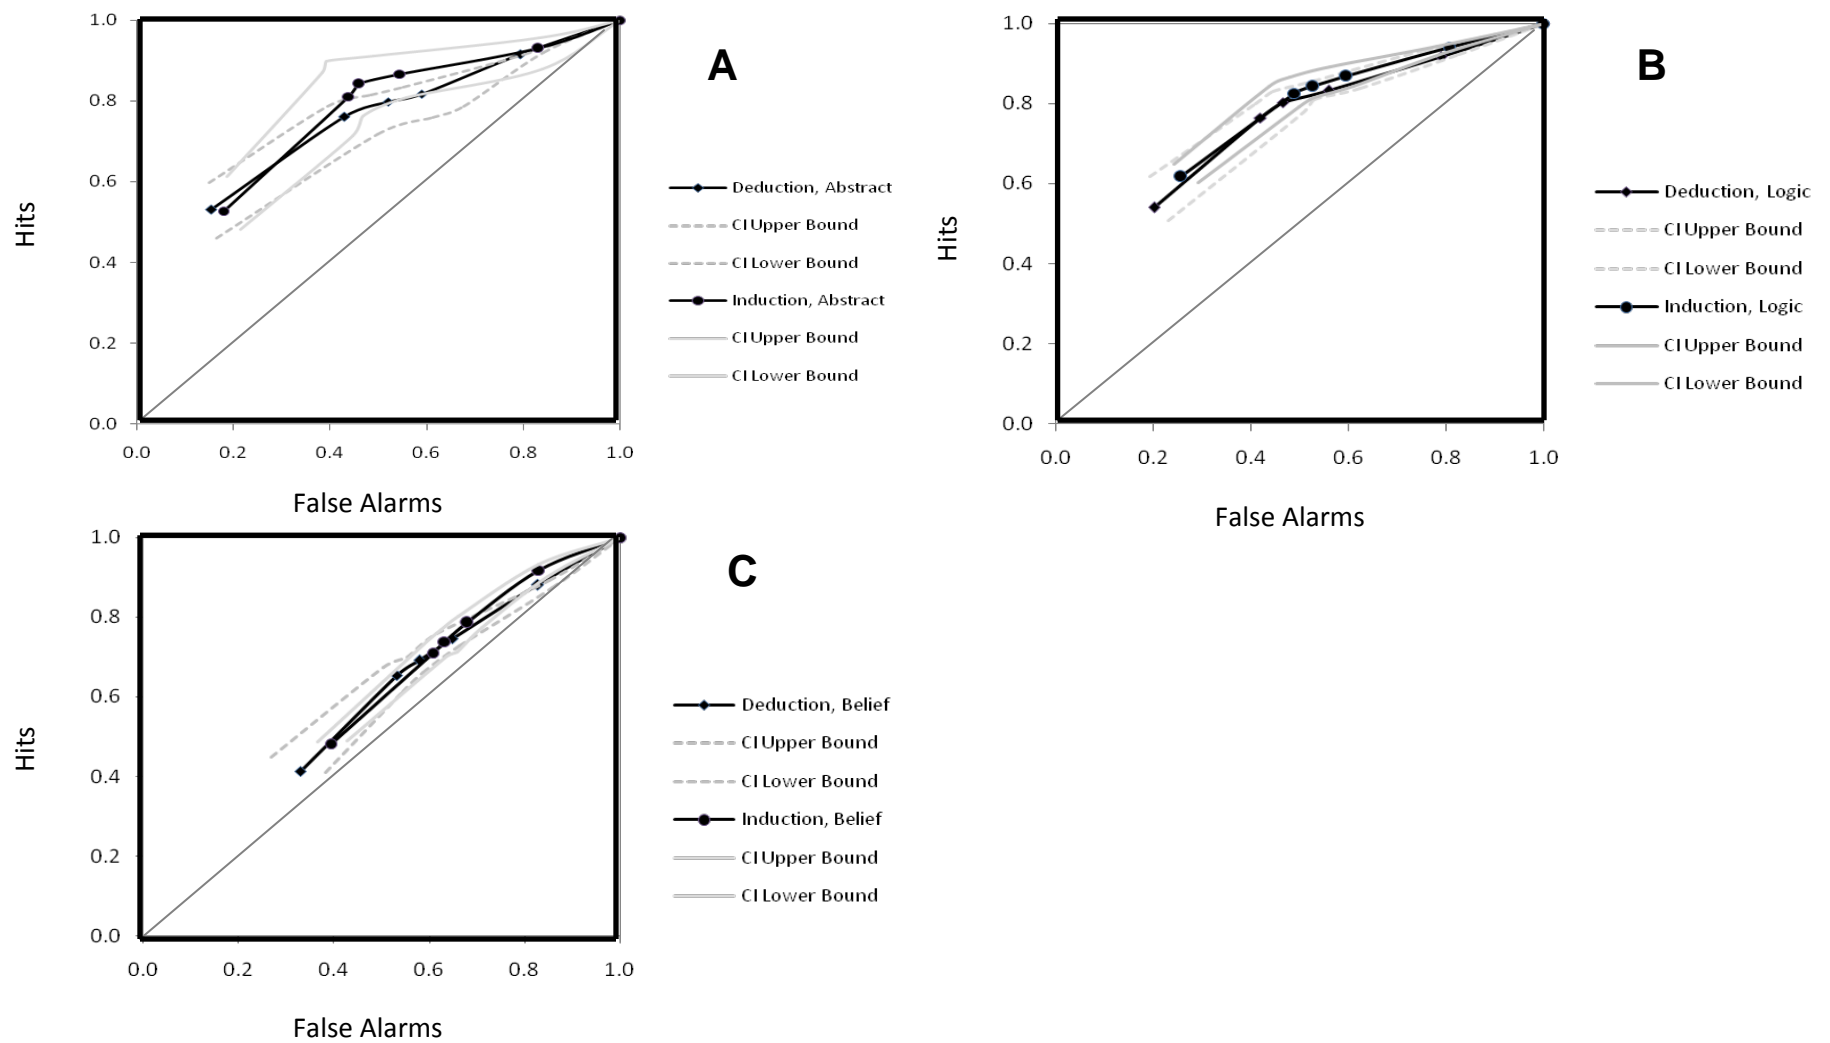 A
Hits
1.0
0.8
0.6
0.4
0.2
0.0
0.0 0.2 0.4 0.6 0.8 1.0
False Alarms
Deduction, Abstract
CI Upper Bound
CI Lower Bound
Induction, Abstract
CI Upper Bound
CI Lower Bound
B
Hits
1.0
0.8
0.6
0.4
0.2
0.0
0.0 0.2 0.4 0.6 0.8 1.0
False Alarms
Deduction, Logic
CI Upper Bound
CI Lower Bound
Induction, Logic
CI Upper Bound
CI Lower Bound
C
Hits
1.0
0.8
0.6
0.4
0.2
0.0
0.0 0.2 0.4 0.6 0.8 1.0
False Alarms
Deduction, Belief
CI Upper Bound
CI Lower Bound
Induction, Belief
CI Upper Bound
CI Lower Bound